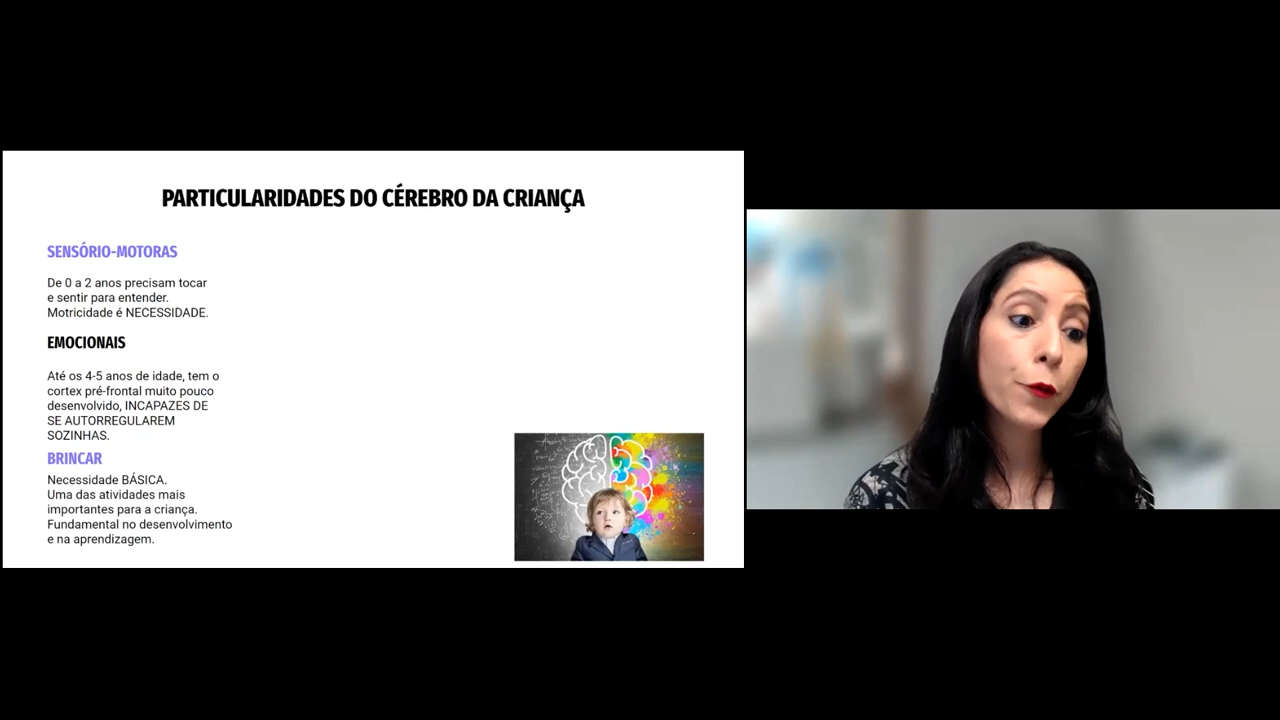 PARTICULARIDADES DO CÉREBRO DA CRIANÇA
SENSÓRIO-MOTORAS
De 0 a 2 anos precisam tocar
e sentir para entender.
Motricidade é NECESSIDADE.
EMOCIONAIS
Até os 4-5 anos de idade, tem o
cortex pré-frontal muito pouco
desenvolvido, INCAPAZES DE
SE AUTORREGULAREM
SOZINHAS.
BRINCAR
Necessidade BÁSICA.
Uma das atividades mais
importantes para a criança.
Fundamental no desenvolvimento
e na aprendizagem.